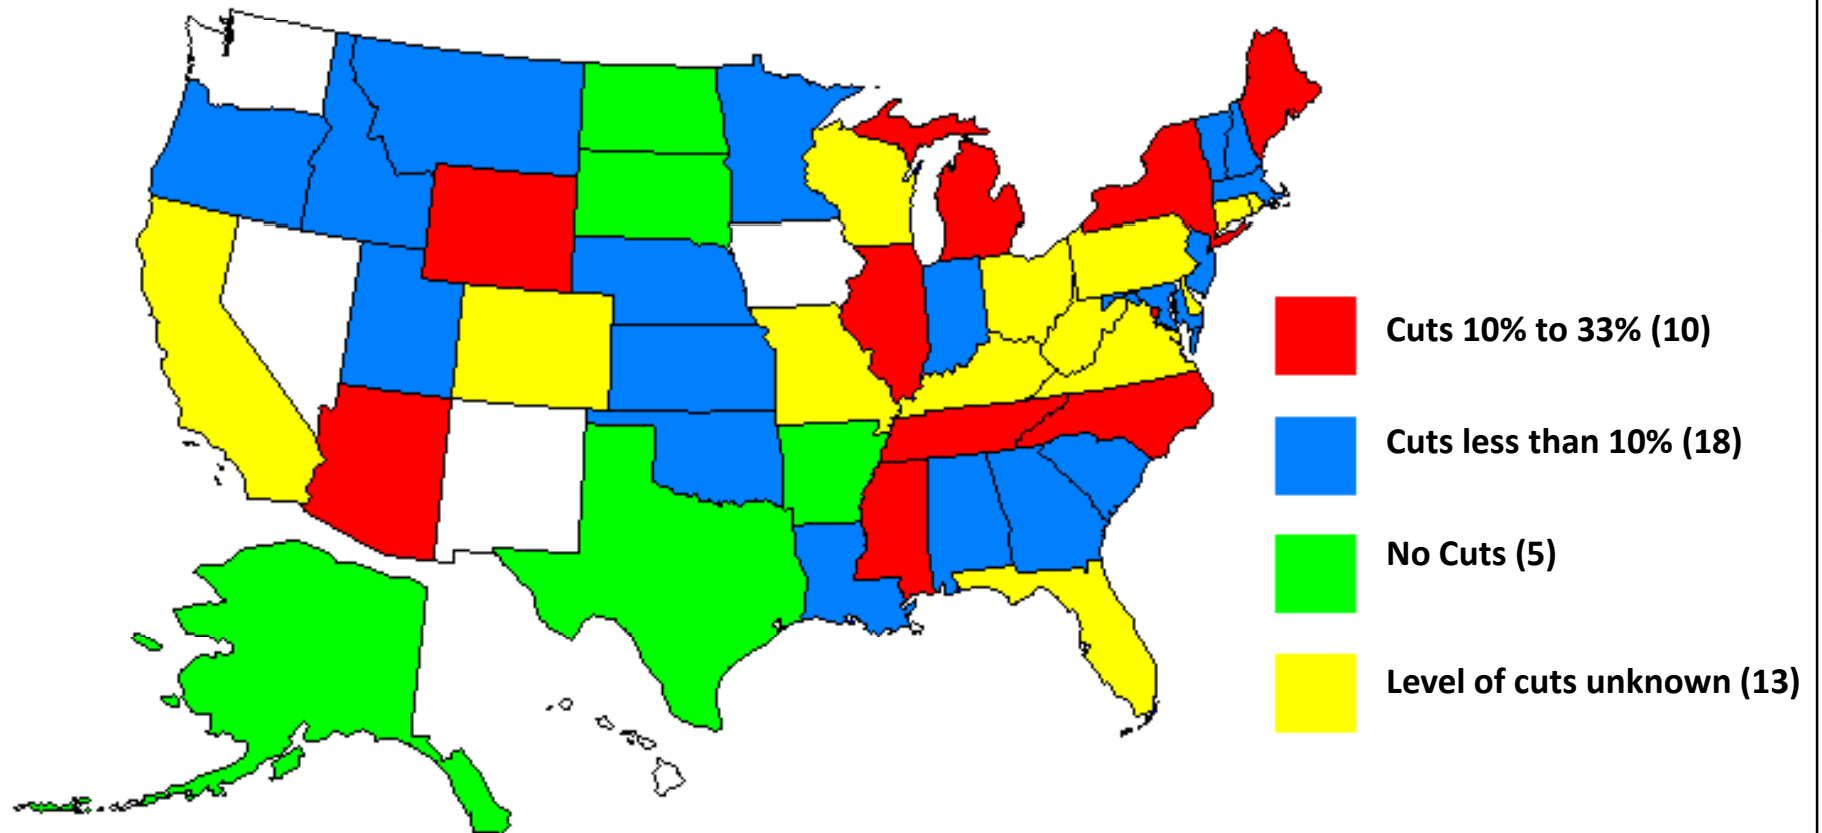 Cuts 10% to 33% (10)
Cuts less than 10% (18)
No Cuts (5)
Level of cuts unknown (13)